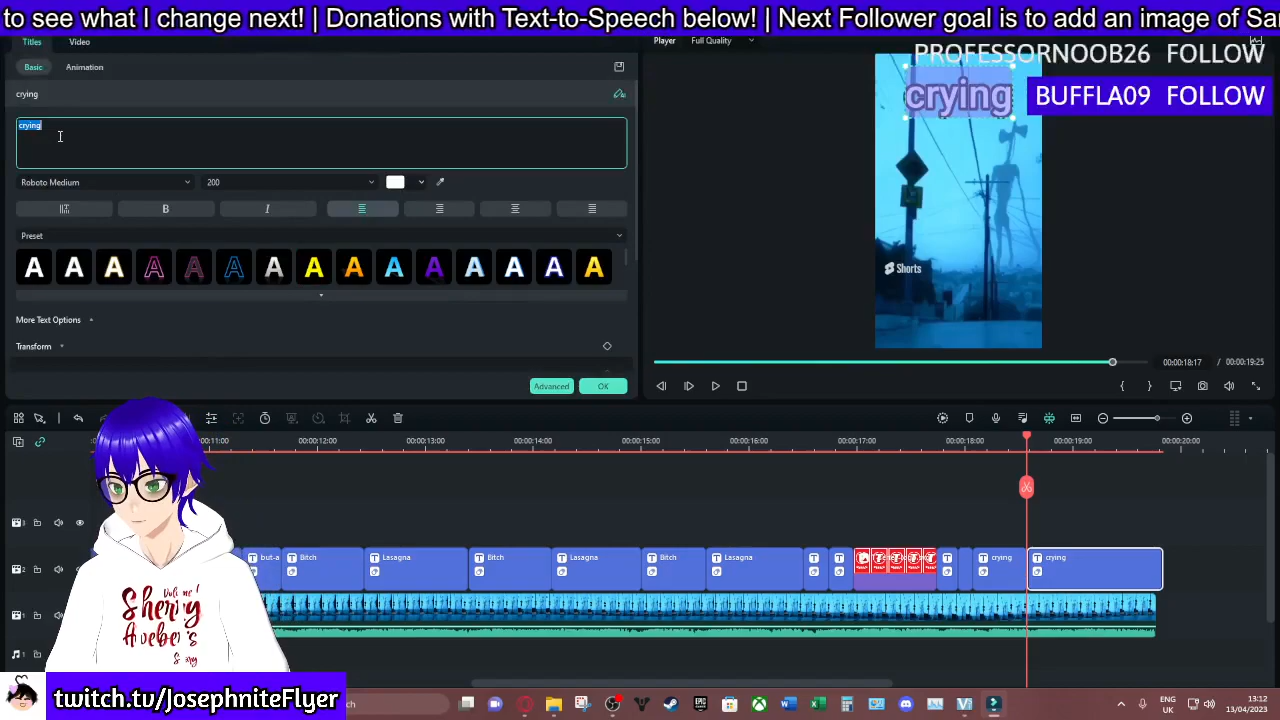 to see what I change next! | Donations with Text-to-Speech below! | Next Follower goal is to add an image of Sa
Titles Video
Player Full Quality
PROFESSORNOOB26 FOLLOW
Basic Animation
BUFFLA09 FOLLOW
crying
crying
crying
Roboto Medium 200
B I
Preset
A A A A A A A A A A A A A A A
Shorts
More Text Options
Transform
00:00:18:17 / 00:00:19:25
Advanced OK
00:00:12:00 00:00:13:00 00:00:14:00 00:00:15:00 00:00:16:00 00:00:17:00 00:00:18:00 00:00:19:00 00:00:20:00
but-a Bitch Lasagna Bitch Lasagna Bitch Lasagna crying crying
Sherry
twitch.tv/JosephniteFlyer
ENG
UK
13:12
13/04/2023